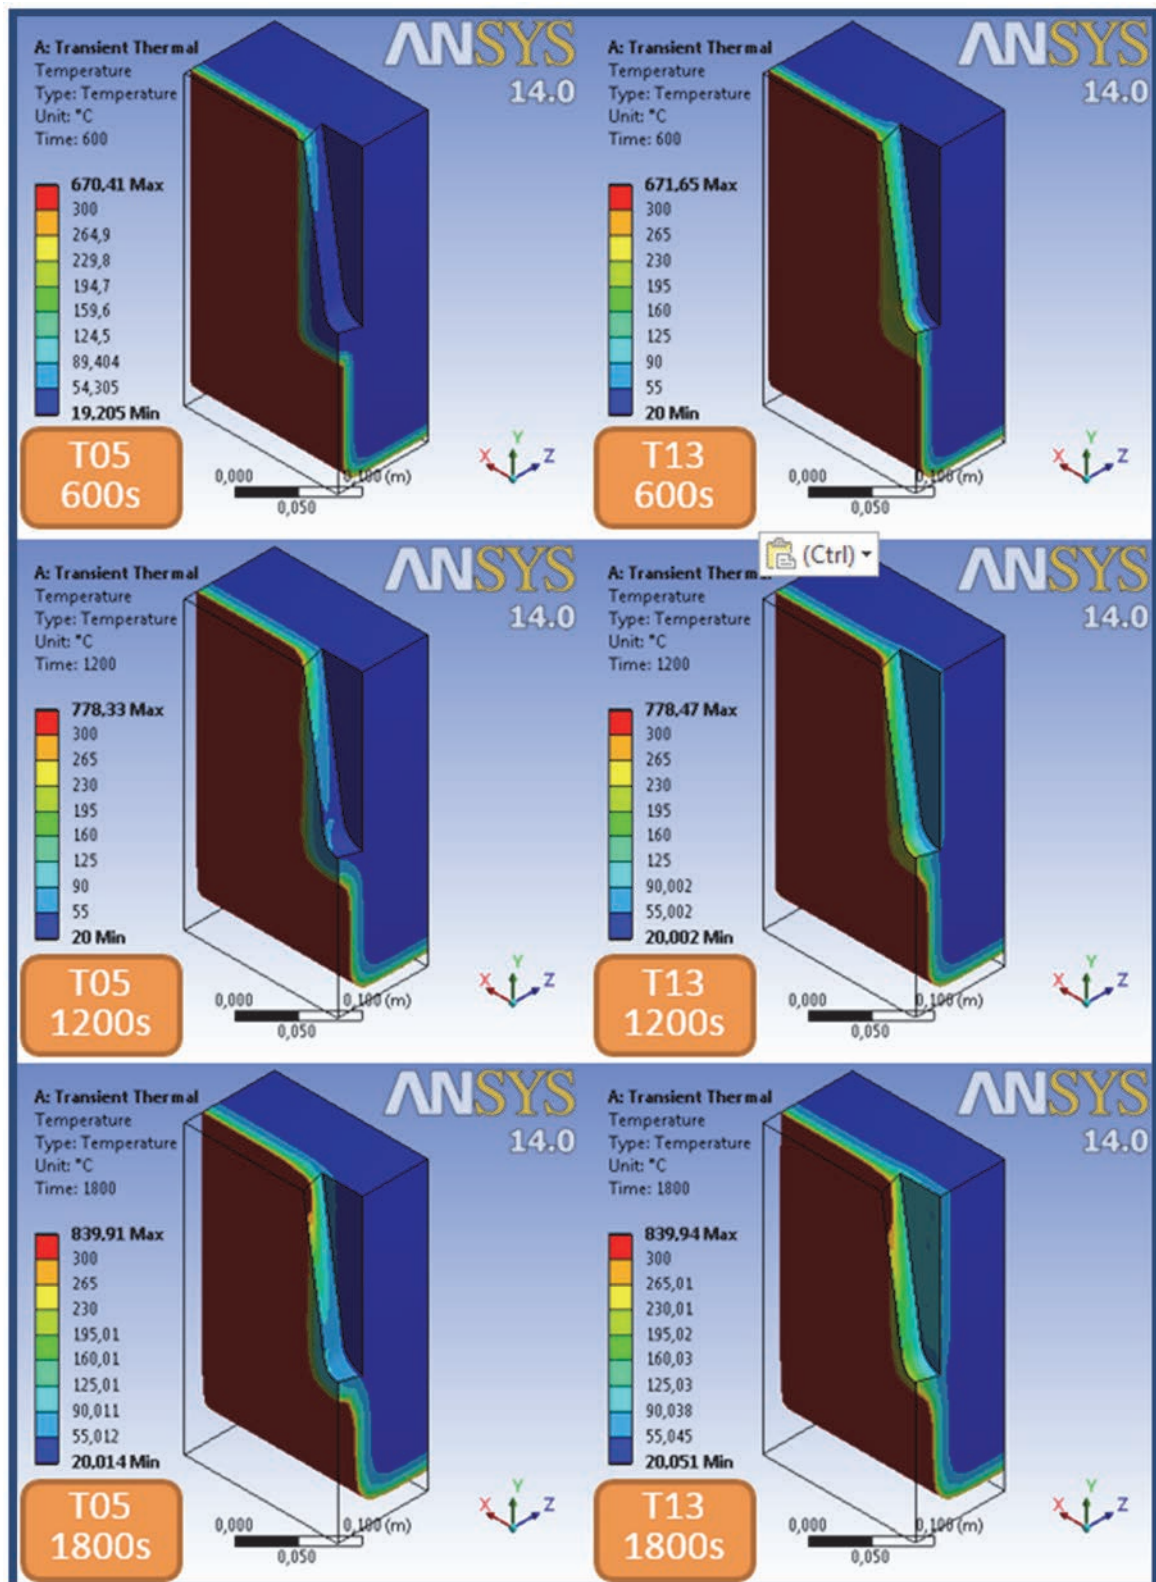 A: Transient Thermal
Temperature
Type: Temperature
Unit: °C
Time: 600
ANSYS
14.0
670,41 Max
300
264,9
229,8
194,7
159,6
124,5
89,404
54,305
19,205 Min
T05
600s
0,000
0,100 (m)
0,050
X
Y
Z
A: Transient Thermal
Temperature
Type: Temperature
Unit: °C
Time: 600
ANSYS
14.0
671,65 Max
300
265
230
195
160
125
90
55
20 Min
T13
600s
0,000
0,100 (m)
0,050
X
Y
Z
(Ctrl)
A: Transient Thermal
Temperature
Type: Temperature
Unit: °C
Time: 1200
ANSYS
14.0
778,33 Max
300
265
230
195
160
125
90
55
20 Min
T05
1200s
0,000
0,100 (m)
0,050
X
Y
Z
A: Transient Therm
Temperature
Type: Temperature
Unit: °C
Time: 1200
ANSYS
14.0
778,47 Max
300
265
230
195
160
125
90,002
55,002
20,002 Min
T13
1200s
0,000
0,100 (m)
0,050
X
Y
Z
A: Transient Thermal
Temperature
Type: Temperature
Unit: °C
Time: 1800
ANSYS
14.0
839,91 Max
300
265
230
195,01
160,01
125,01
90,011
55,012
20,014 Min
T05
1800s
0,000
0,100 (m)
0,050
X
Y
Z
A: Transient Thermal
Temperature
Type: Temperature
Unit: °C
Time: 1800
ANSYS
14.0
839,94 Max
300
265,01
230,01
195,02
160,03
125,03
90,038
55,045
20,051 Min
T13
1800s
0,000
0,100 (m)
0,050
X
Y
Z